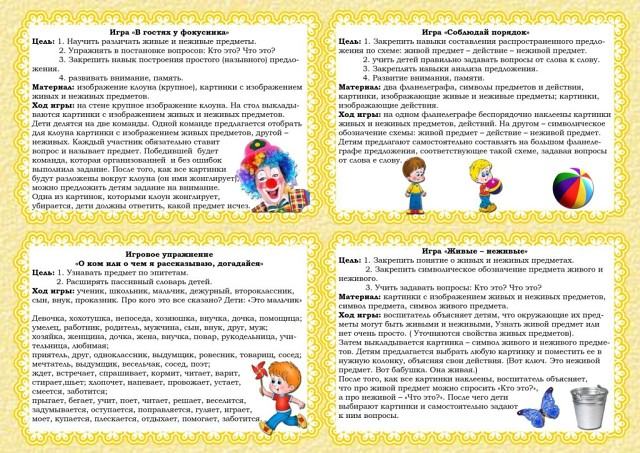 Игра «В гостях у фокусника»
Цель: 1. Научить различать живые и неживые предметы.
2. Упражнять в постановке вопросов: Кто это? Что это?
3. Закрепить навык построения простого (назывного) предло-
жения.
4. развивать внимание, память.
Материал: изображение клоуна (крупное), картинки с изображением
живых и неживых предметов.
Ход игры: на стене крупное изображение клоуна. На стол выклады-
ваются картинки с изображением живых и неживых предметов.
Дети делятся на две команды. Одной команде предлагается отобрать
для клоуна картинки с изображением живых предметов, другой –
неживых. Каждый участник обязательно ставит
вопрос и называет предмет. Победившей будет
команда, которая организованней и без ошибок
выполнила задание. После того, как все картинки
будут разложены вокруг клоуна (он ими жонглирует),
можно предложить детям задание на внимание.
Одна из картинок, которыми клоун жонглирует,
убирается, дети должны ответить, какой предмет исчез.
Игра «Соблюдай порядок»
Цель: 1. Закрепить навыки составления распространенного предло-
жения по схеме: живой предмет – действие – неживой предмет.
2. учить детей правильно задавать вопросы от слова к слову.
3. Закреплять навыки анализа предложения.
4. Развитие внимания, памяти.
Материал: два фланелеграфа, символы предметов и действия,
картинки, изображающие живые и неживые предметы; картинки,
изображающие действия.
Ход игры: на одном фланелеграфе беспорядочно наклеены картинки
живых и неживых предметов, действий. На другом – символическое
обозначение схемы: живой предмет – действие – неживой предмет.
Детям предлагают самостоятельно составлять на большом фланеле-
графе предложения, соответствующее такой схеме, задавая вопросы
от слова е слову.
Игровое упражнение
«О ком или о чем я рассказываю, догадайся»
Цель: 1. Узнавать предмет по эпитетам.
2. Расширять пассивный словарь детей.
Ход игры: ученик, школьник, мальчик, дежурный, второклассник,
сын, внук, проказник. Про кого это все сказано? Дети: «Это мальчик»
Девочка, хохотушка, непоседа, хозяюшка, внучка, дочка, помощница;
умелец, работник, родитель, мужчина, сын, внук, друг, муж;
хозяйка, женщина, дочка, жена, внучка, повар, рукодельница, учи-
тельница, любимая;
приятель, друг, одноклассник, выдумщик, ровесник, товарищ, сосед;
мечтатель, выдумщик, весельчак, сосед, поэт;
ждет, встречает, спрашивает, кормит, читает, варит,
стирает,шьет; хлопочет, напевает, провожает, устает,
смеется, заботится;
прыгает, бегает, учит, поет, читает, решает, веселится,
задумывается, оступается, поправляется, гуляет, играет,
моет, купается, плескается, отдыхает, помогает, заботится.
Игра «Живые – неживые»
Цель: 1. Закрепить понятие о живых и неживых предметах.
2. Закрепить символическое обозначение предмета живого и
неживого.
3. Учить задавать вопросы: Кто это? Что это?
Материал: картинки с изображением живых и неживых предметов,
символ предмета, символ живого предмета.
Ход игры: воспитатель объясняет детям, что окружающие их пред-
меты могут быть живыми и неживыми, Узнать живой предмет или
нет очень просто. ( Уточняются свойства живых предметов).
Затем выкладывается картинка – символ живого и неживого предме-
тов. Детям предлагается выбрать любую картинку и поместить ее в
нужную колонку, объясняя свои действия. (Вот ключ. Это неживой
предмет. Вот бабушка. Она живая.)
После того, как все картинки наклеены, воспитатель объясняет,
что про живой предмет можно спросить «Кто это?»,
а про неживой – «Что это?». После чего дети
выбирают картинки и самостоятельно задают
к ним вопросы.